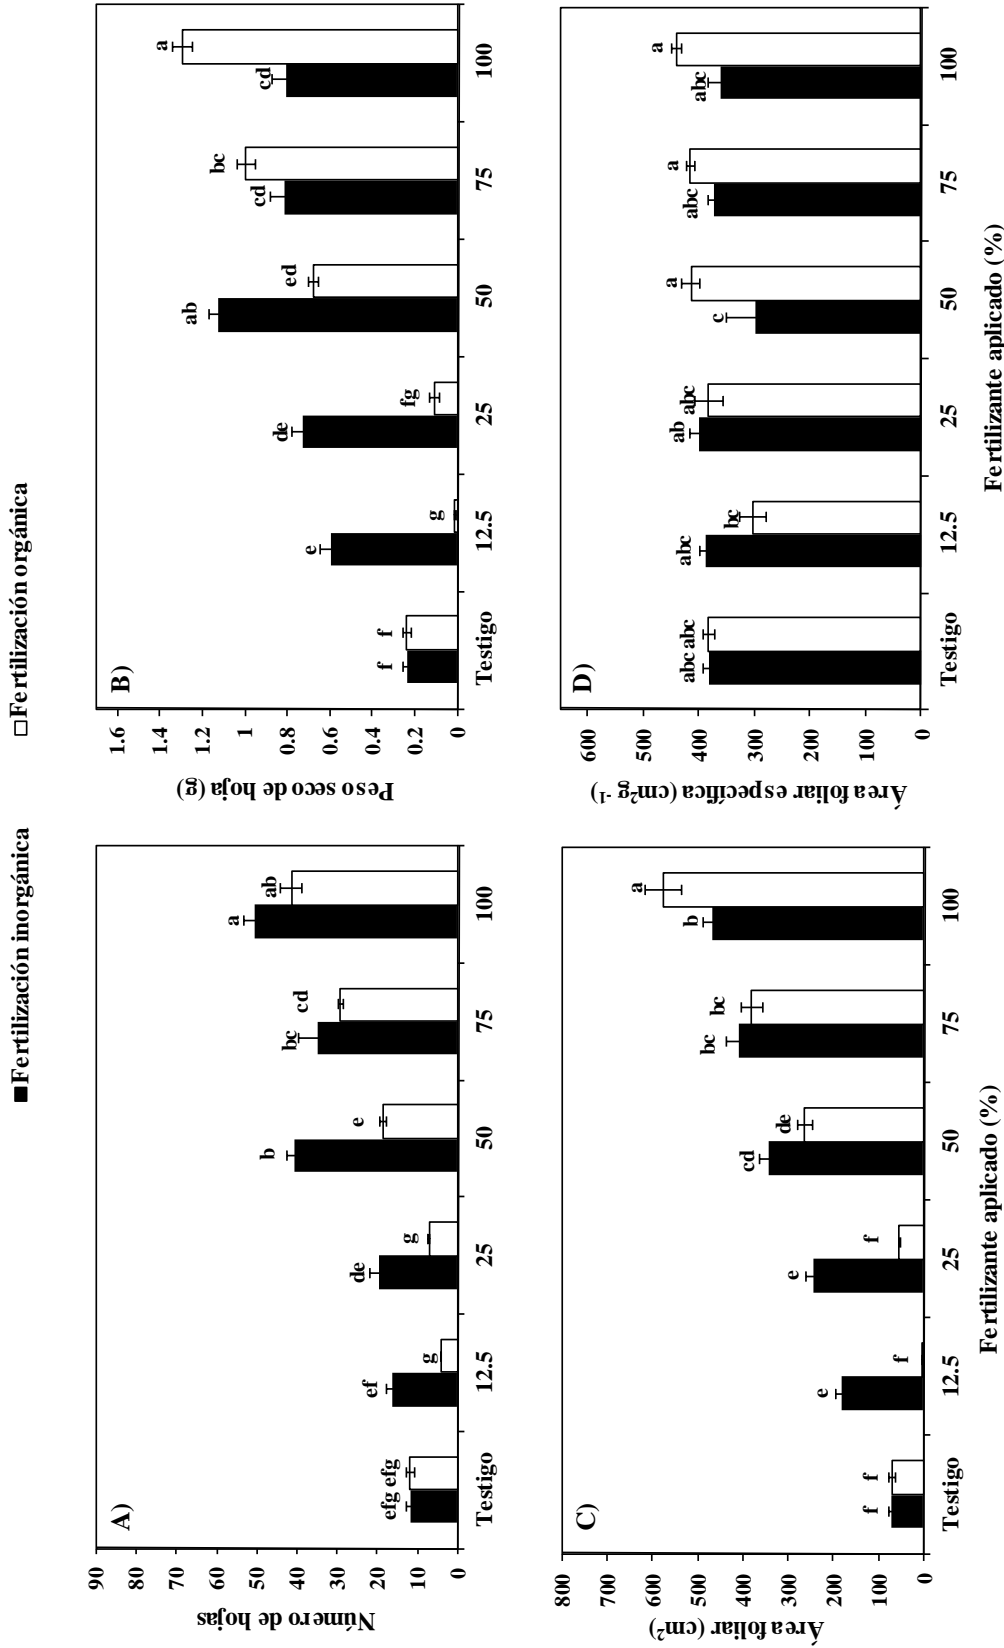 ■Fertilización inorgánica □Fertilización orgánica
A)
Número de hojas
90
80
70
60
50
40
30
20
10
0
efg efg ef g de g b e bc cd a ab
Testigo 12.5 25 50 75 100
B)
Peso seco de hoja (g)
1.6
1.4
1.2
1
0.8
0.6
0.4
0.2
0
f f e g de fg ab ed cd bc cd a
Testigo 12.5 25 50 75 100
C)
Área foliar (cm²)
800
700
600
500
400
300
200
100
0
f f e f e f cd de bc bc b a
Testigo 12.5 25 50 75 100
Fertilizante aplicado (%)
D)
Área foliar específica (cm²g⁻¹)
600
500
400
300
200
100
0
abc abc abc bc ab abc c a abc a abc a
Testigo 12.5 25 50 75 100
Fertilizante aplicado (%)